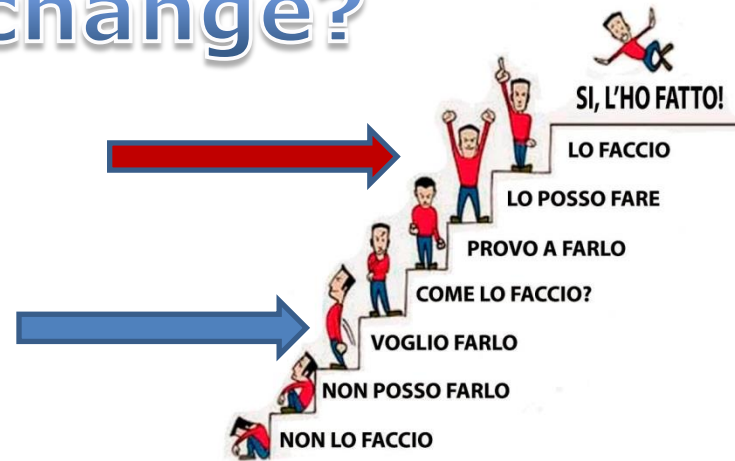 change?
SI, L'HO FATTO!
LO FACCIO
LO POSSO FARE
PROVO A FARLO
COME LO FACCIO?
VOGLIO FARLO
NON POSSO FARLO
NON LO FACCIO